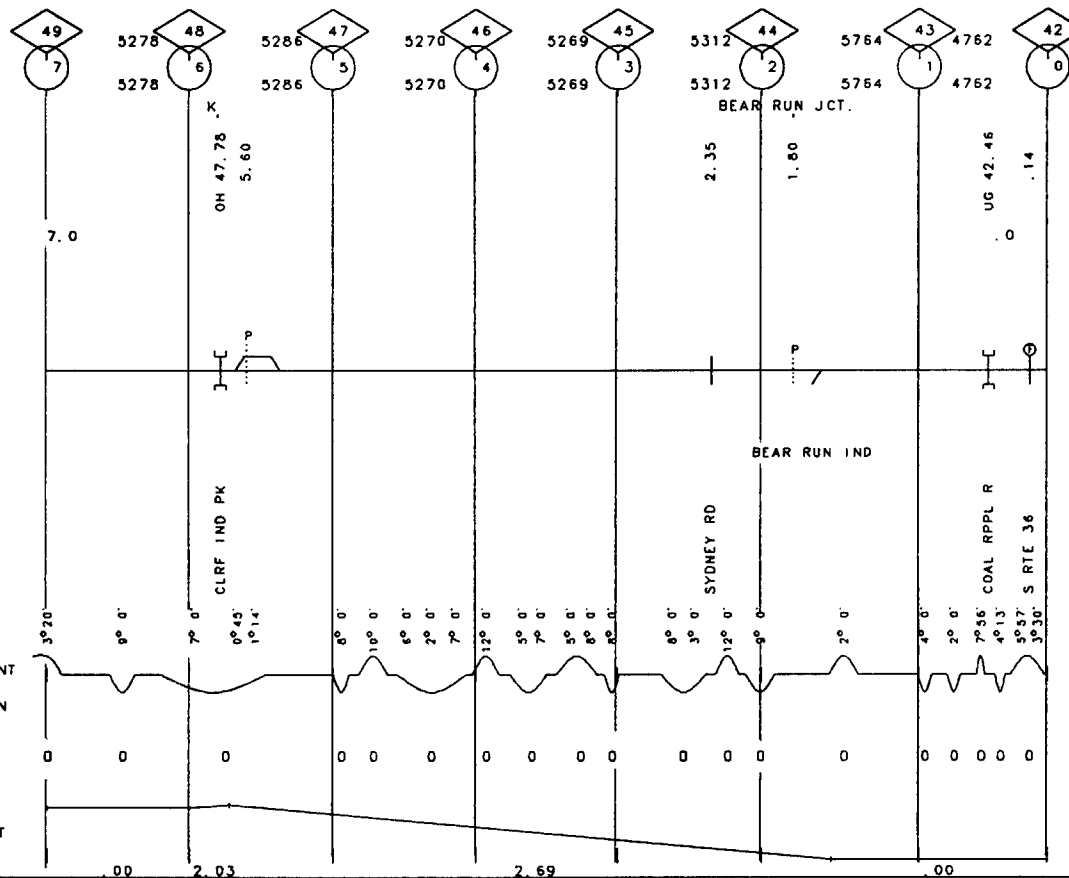 49 48 47 46 45 44 43 42
5278 5286 5270 5269 5312 5764 4762
7 6 5 4 3 2 1 0
5278 5286 5270 5269 5312 5764 4762
K,
BEAR RUN JCT.
OH 47.78
5.60
2.35
1.80
UG 42.46
.14
7.0
.0
P
P
BEAR RUN IND
CLRF IND PK
SYDNEY RD
COAL RPPL R
S RTE 36
3°20' 9° 0' 7° 0' 0°45' 1°14' 8° 0' 10° 0' 6° 0' 2° 0' 7° 0' 12° 0' 5° 0' 7° 0' 5° 0' 8° 0' 8° 0' 8° 0' 3° 0' 12° 0' 9° 0' 2° 0' 4° 0' 2° 0' 7°56' 4°13' 5°57' 3°30'
NT
N
0 0 0 0 0 0 0 0 0 0 0 0 0 0 0 0 0 0 0 0
T
.00 2.03 2.69 .00